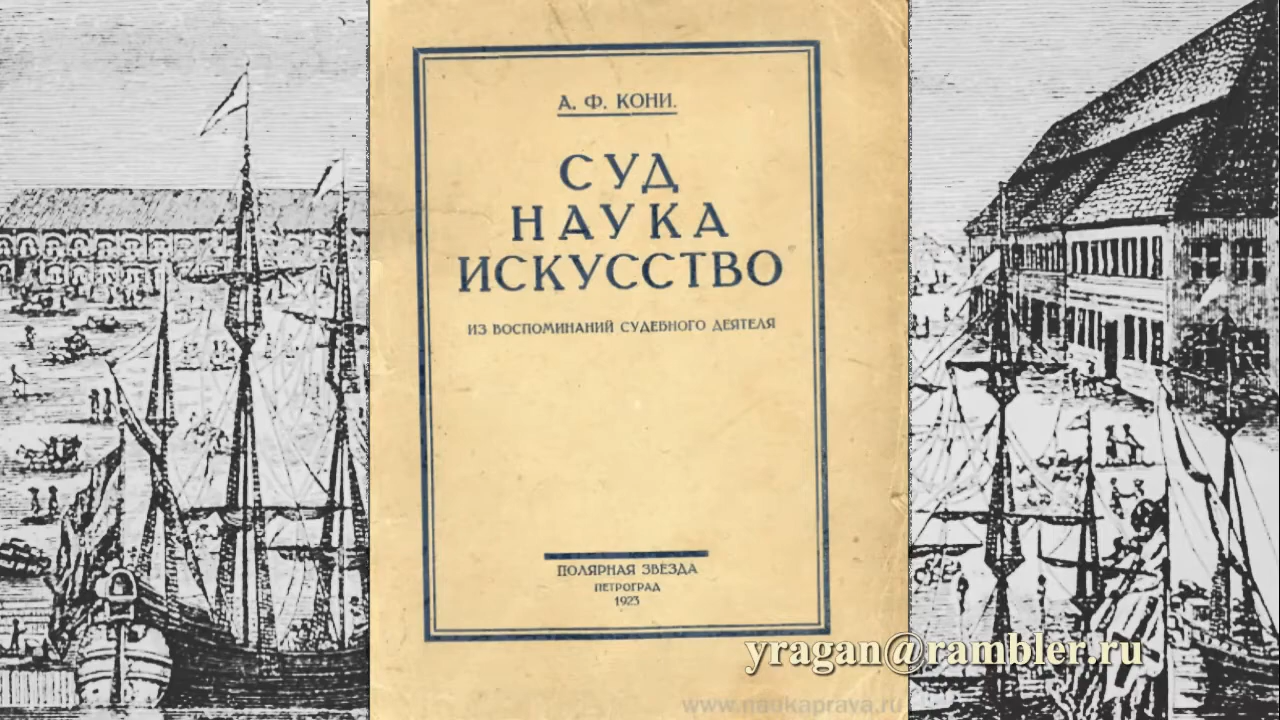 А. Ф. КОНИ.
СУД
НАУКА
ИСКУССТВО
ИЗ ВОСПОМИНАНИЙ СУДЕБНОГО ДЕЯТЕЛЯ
ПОЛЯРНАЯ ЗВЕЗДА
ПЕТРОГРАД
1923
yragan@rambler.ru
www.naukaprava.ru